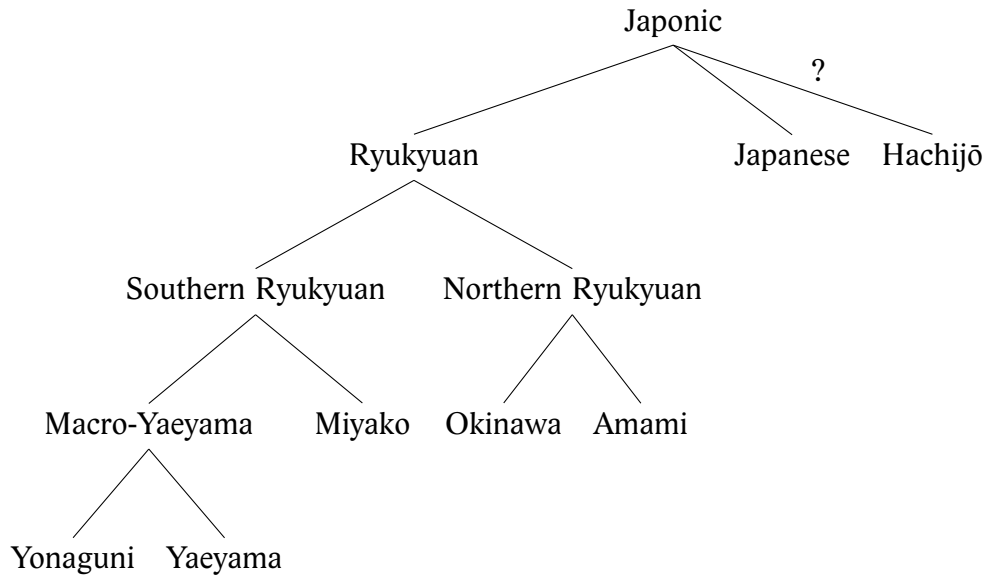 Japonic
?
Ryukyuan Japanese Hachijō
Southern Ryukyuan Northern Ryukyuan
Macro-Yaeyama Miyako Okinawa Amami
Yonaguni Yaeyama